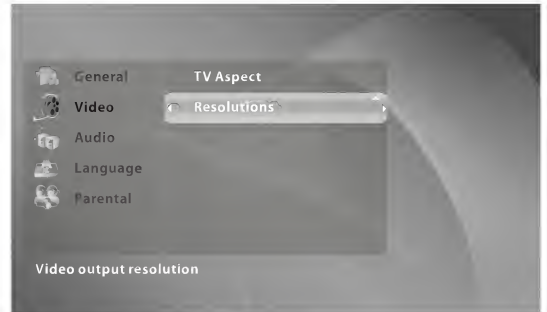 General
Video
Audio
Language
Parental
TV Aspect
Resolutions
Video output resolution